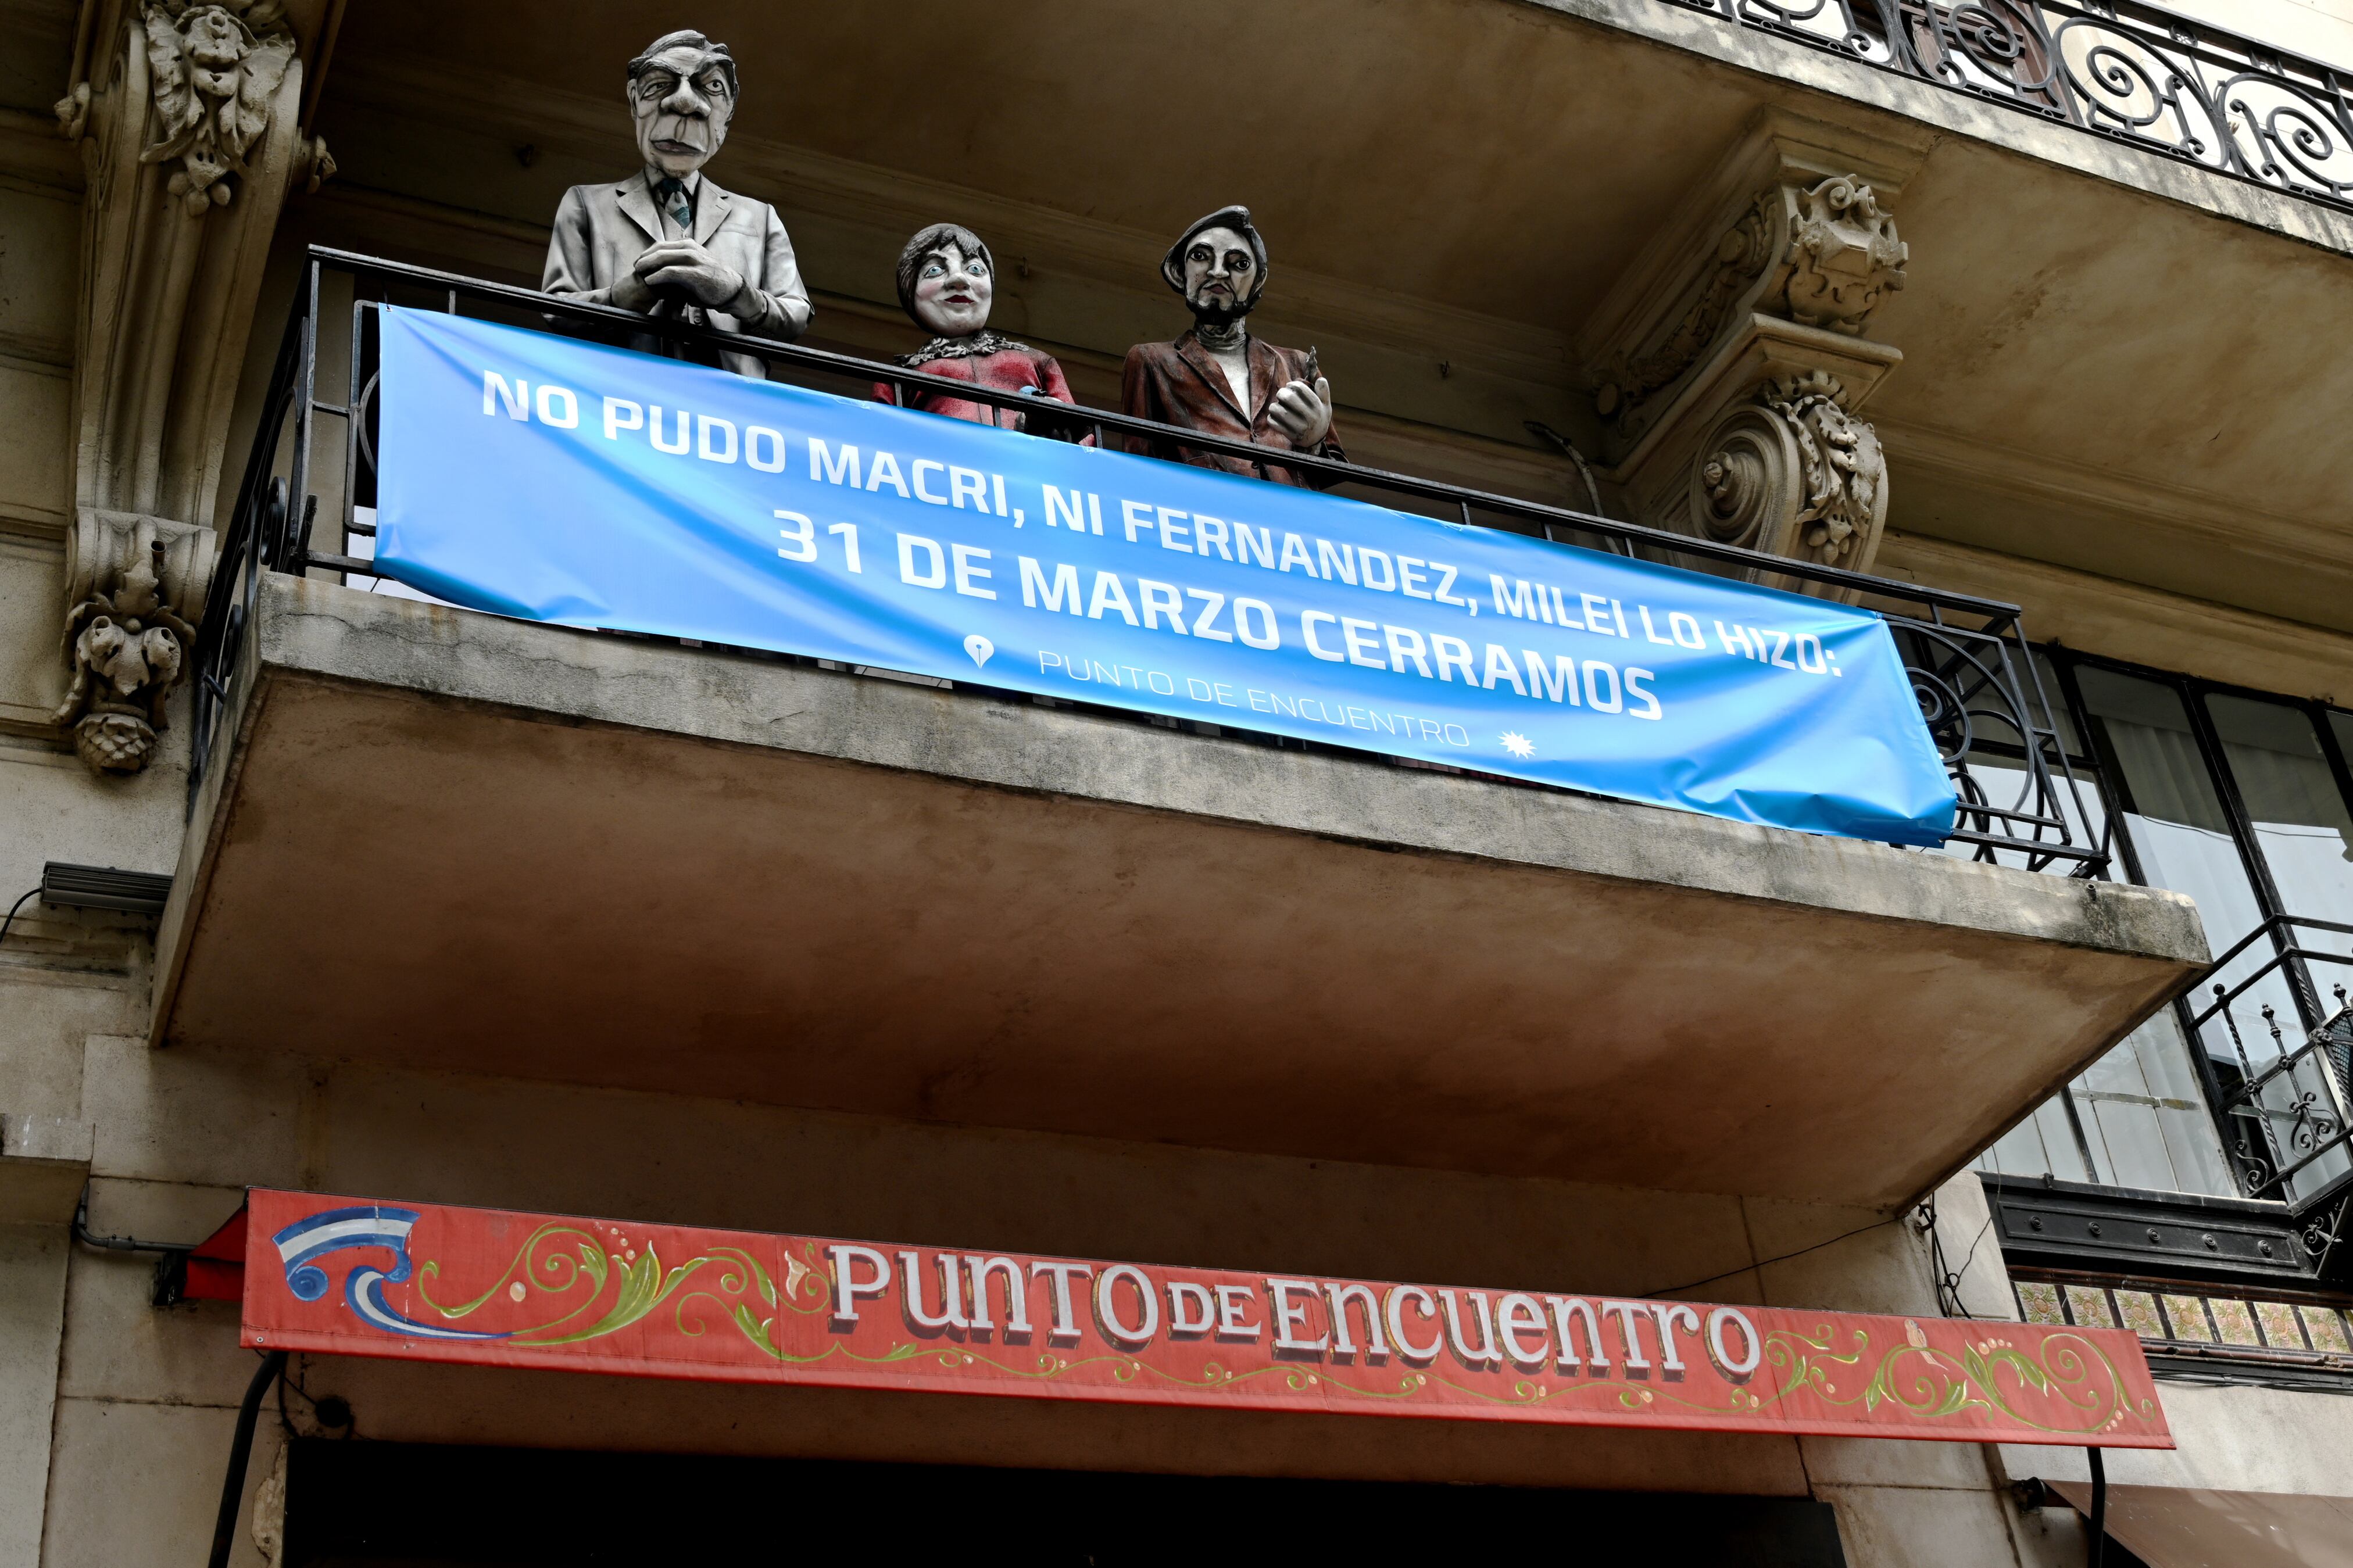 NO PUDO MACRI, NI FERNANDEZ, MILEI LO HIZO:
31 DE MARZO CERRAMOS
PUNTO DE ENCUENTRO
PUNTO DE ENCUENTRO